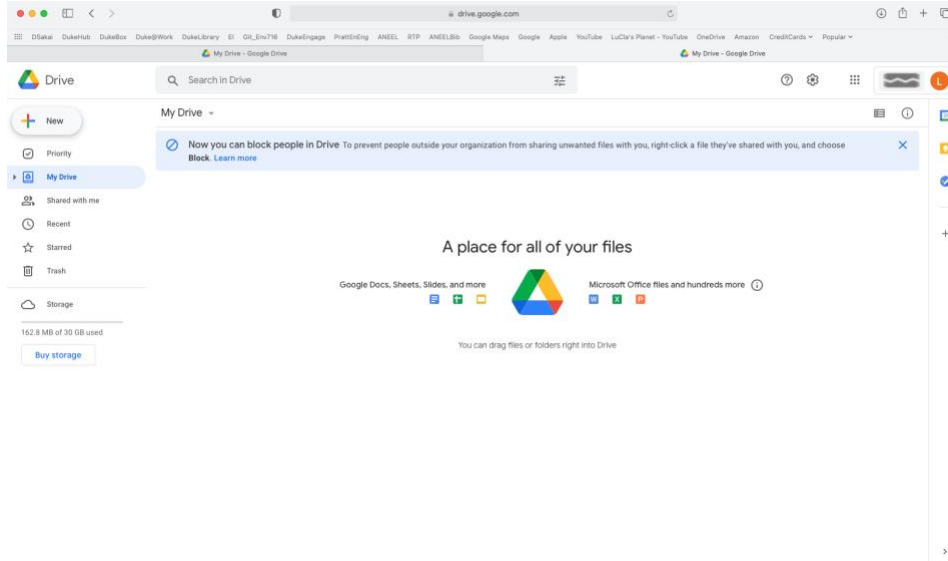 drive.google.com
DSakai DukeHub DukeBox Duke@Work DukeLibrary EI Git_Env716 DukeEngage PrattEnEng ANEEL RTP ANEELBib Google Maps Google Apple YouTube LuCla's Planet - YouTube OneDrive Amazon CreditCards Popular
My Drive - Google Drive My Drive - Google Drive
Drive Search in Drive L
New My Drive
Now you can block people in Drive To prevent people outside your organization from sharing unwanted files with you, right-click a file they've shared with you, and choose
Block. Learn more
Priority
My Drive
Shared with me
Recent
Starred
Trash
Storage
162.8 MB of 30 GB used
Buy storage
A place for all of your files
Google Docs, Sheets, Slides, and more Microsoft Office files and hundreds more
W X P
You can drag files or folders right into Drive